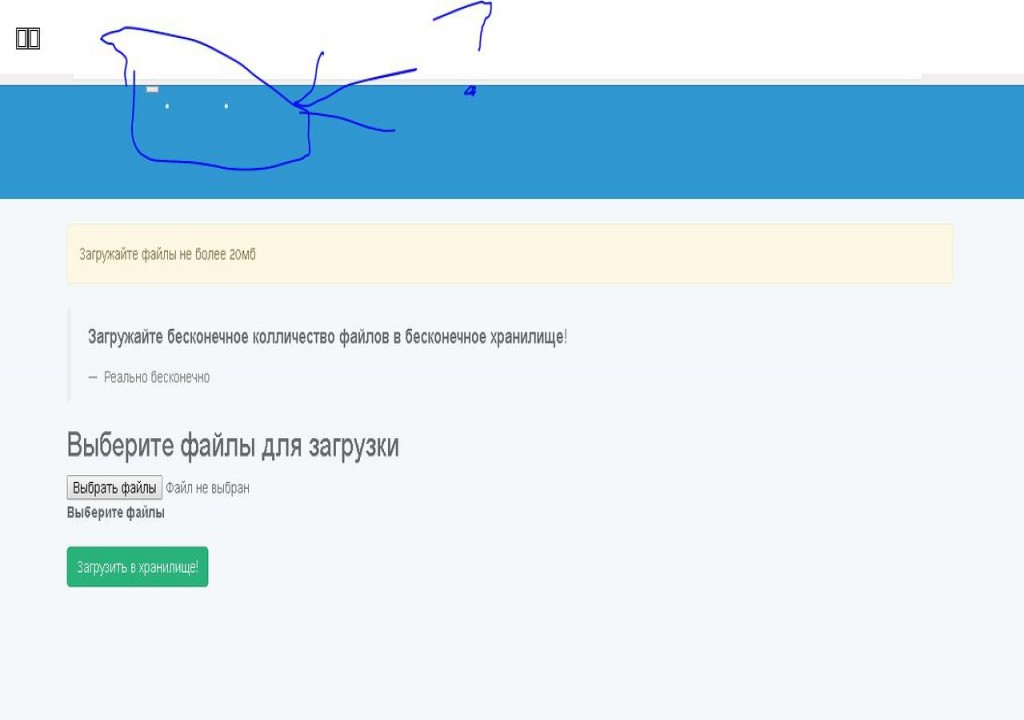 Загружайте файлы не более 20мб
Загружайте бесконечное колличество файлов в бесконечное хранилище!
— Реально бесконечно
Выберите файлы для загрузки
Выбрать файлы Файл не выбран
Выберите файлы
Загрузить в хранилище!